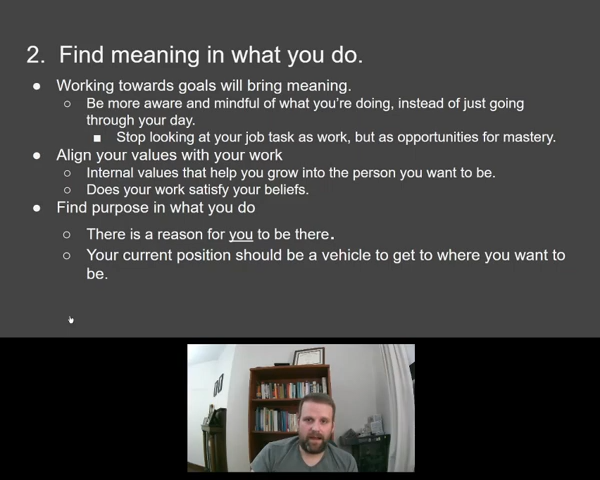 2. Find meaning in what you do.
● Working towards goals will bring meaning.
○ Be more aware and mindful of what you're doing, instead of just going
through your day.
■ Stop looking at your job task as work, but as opportunities for mastery.
● Align your values with your work
○ Internal values that help you grow into the person you want to be.
○ Does your work satisfy your beliefs.
● Find purpose in what you do
○ There is a reason for you to be there.
○ Your current position should be a vehicle to get to where you want to
be.